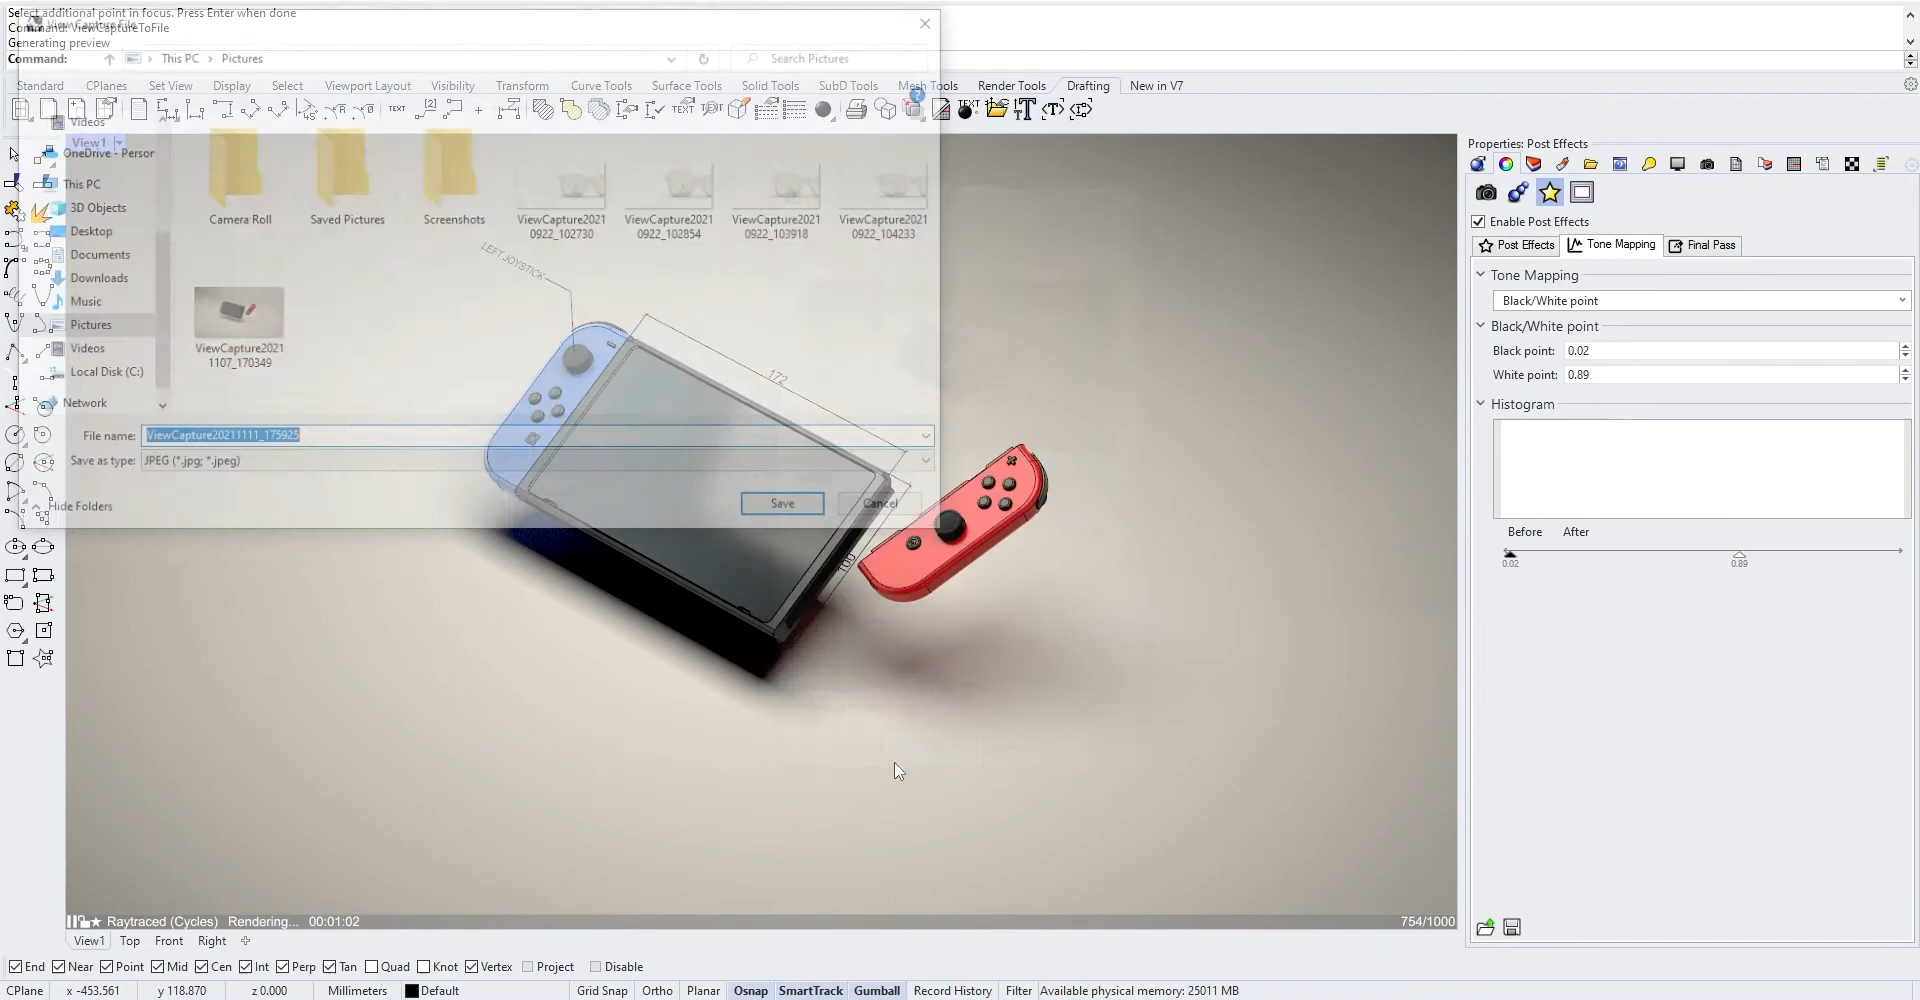 Select additional point in focus. Press Enter when done
Command: ViewCaptureToFile
Generating preview
Command:
This PC > Pictures
Search Pictures
Standard CPlanes Set View Display Select Viewport Layout Visibility Transform Curve Tools Surface Tools Solid Tools SubD Tools Mesh Tools Render Tools Drafting New in V7
Videos
View1
OneDrive - Person
This PC
3D Objects
Desktop
Documents
Downloads
Music
Pictures
Videos
Local Disk (C:)
Network
Camera Roll
Saved Pictures
Screenshots
ViewCapture2021
0922_102730
ViewCapture2021
0922_102854
ViewCapture2021
0922_103918
ViewCapture2021
0922_104233
ViewCapture2021
1107_170349
LEFT JOYSTICK
172
100
File name: ViewCapture20211111_175925
Save as type: JPEG (*.jpg; *.jpeg)
Hide Folders
Save
Cancel
Properties: Post Effects
Enable Post Effects
Post Effects Tone Mapping Final Pass
Tone Mapping
Black/White point
Black/White point
Black point: 0.02
White point: 0.89
Histogram
Before After
0.02 0.89
Raytraced (Cycles) Rendering... 00:01:02
754/1000
View1 Top Front Right
End Near Point Mid Cen Int Perp Tan Quad Knot Vertex Project Disable
CPlane x -453.561 y 118.870 z 0.000 Millimeters Default Grid Snap Ortho Planar Osnap SmartTrack Gumball Record History Filter Available physical memory: 25011 MB